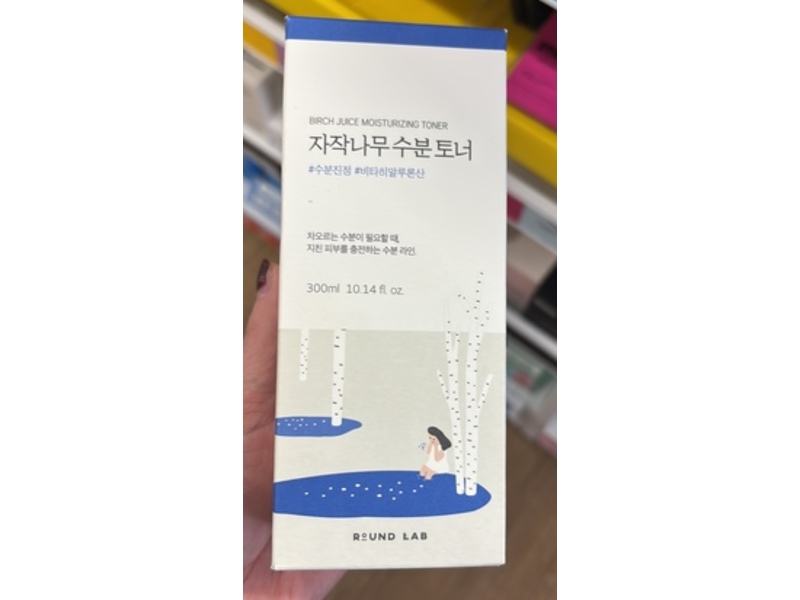 BIRCH JUICE MOISTURIZING TONER
자작나무 수분 토너
#수분진정 #비타히알루론산
차오르는 수분이 필요할 때,
지친 피부를 충전하는 수분 라인.
300ml 10.14 fl. oz.
ROUND LAB